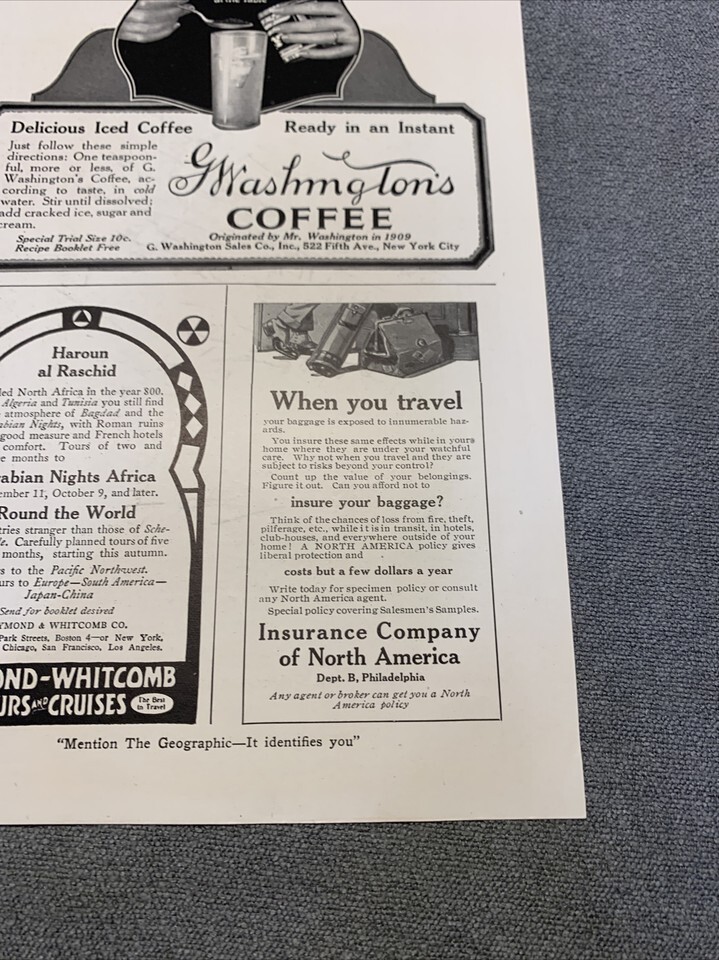 at the Table
Delicious Iced Coffee
Ready in an Instant
Just follow these simple
directions: One teaspoon-
ful, more or less, of G.
Washington's Coffee, ac-
cording to taste, in cold
water. Stir until dissolved;
add cracked ice, sugar and
cream.
Special Trial Size 10c.
Recipe Booklet Free
G. Washington's
COFFEE
Originated by Mr. Washington in 1909
G. Washington Sales Co., Inc., 522 Fifth Ave., New York City
Haroun
al Raschid
led North Africa in the year 800.
Algeria and Tunisia you still find
atmosphere of Bagdad and the
bian Nights, with Roman ruins
good measure and French hotels
comfort. Tours of two and
e months to
rabian Nights Africa
ember 11, October 9, and later.
Round the World
tries stranger than those of Sche-
e. Carefully planned tours of five
months, starting this autumn.
s to the Pacific Northwest.
urs to Europe—South America—
Japan-China
Send for booklet desired
YMOND & WHITCOMB CO.
Park Streets, Boston 4—or New York,
Chicago, San Francisco, Los Angeles.
OND-WHITCOMB
URS AND CRUISES
The Best
in Travel
When you travel
your baggage is exposed to innumerable haz-
ards.
You insure these same effects while in yours
home where they are under your watchful
care. Why not when you travel and they are
subject to risks beyond your control?
Count up the value of your belongings.
Figure it out. Can you afford not to
insure your baggage?
Think of the chances of loss from fire, theft,
pilferage, etc., while it is in transit, in hotels,
club-houses, and everywhere outside of your
home! A NORTH AMERICA policy gives
liberal protection and
costs but a few dollars a year
Write today for specimen policy or consult
any North America agent.
Special policy covering Salesmen's Samples.
Insurance Company
of North America
Dept. B, Philadelphia
Any agent or broker can get you a North
America policy
"Mention The Geographic—It identifies you"